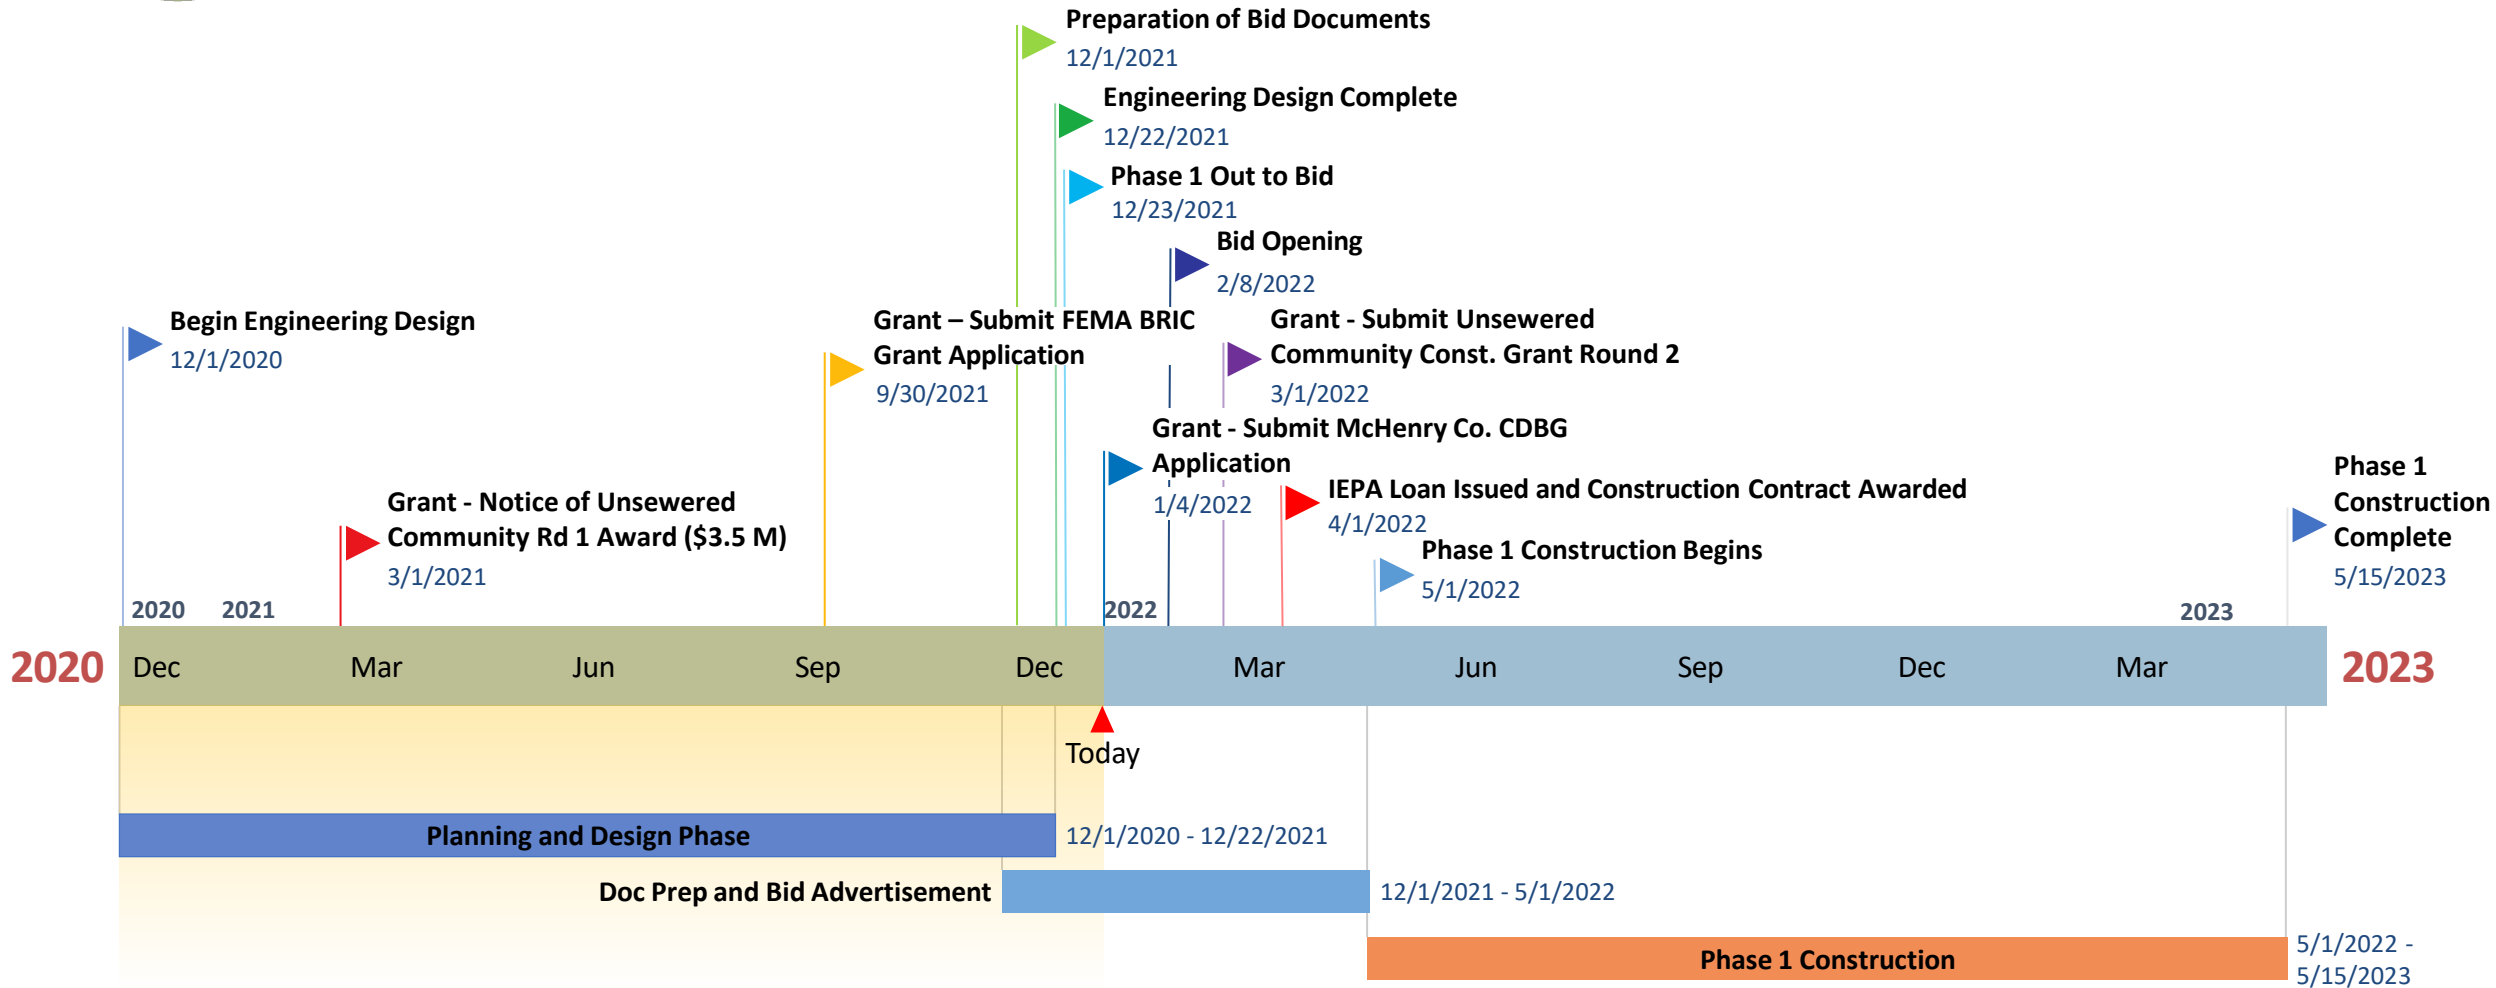 Preparation of Bid Documents
12/1/2021
Engineering Design Complete
12/22/2021
Phase 1 Out to Bid
12/23/2021
Bid Opening
2/8/2022
Begin Engineering Design
12/1/2020
Grant – Submit FEMA BRIC
Grant Application
9/30/2021
Grant - Submit Unsewered
Community Const. Grant Round 2
3/1/2022
Grant - Submit McHenry Co. CDBG
Application
1/4/2022
Grant - Notice of Unsewered
Community Rd 1 Award ($3.5 M)
3/1/2021
IEPA Loan Issued and Construction Contract Awarded
4/1/2022
Phase 1 Construction Begins
5/1/2022
Phase 1
Construction
Complete
5/15/2023
2020 2021 2022 2023
2020 Dec Mar Jun Sep Dec Mar Jun Sep Dec Mar 2023
Today
Planning and Design Phase 12/1/2020 - 12/22/2021
Doc Prep and Bid Advertisement 12/1/2021 - 5/1/2022
Phase 1 Construction 5/1/2022 -
5/15/2023